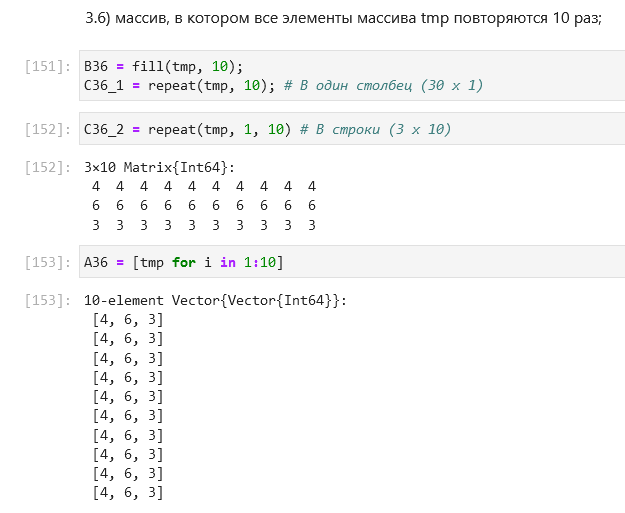 3.6) массив, в котором все элементы массива tmp повторяются 10 раз;
[151]: B36 = fill(tmp, 10);
C36_1 = repeat(tmp, 10); # В один столбец (30 x 1)
[152]: C36_2 = repeat(tmp, 1, 10) # В строки (3 x 10)
[152]: 3×10 Matrix{Int64}:
4 4 4 4 4 4 4 4 4 4
6 6 6 6 6 6 6 6 6 6
3 3 3 3 3 3 3 3 3 3
[153]: A36 = [tmp for i in 1:10]
[153]: 10-element Vector{Vector{Int64}}:
[4, 6, 3]
[4, 6, 3]
[4, 6, 3]
[4, 6, 3]
[4, 6, 3]
[4, 6, 3]
[4, 6, 3]
[4, 6, 3]
[4, 6, 3]
[4, 6, 3]